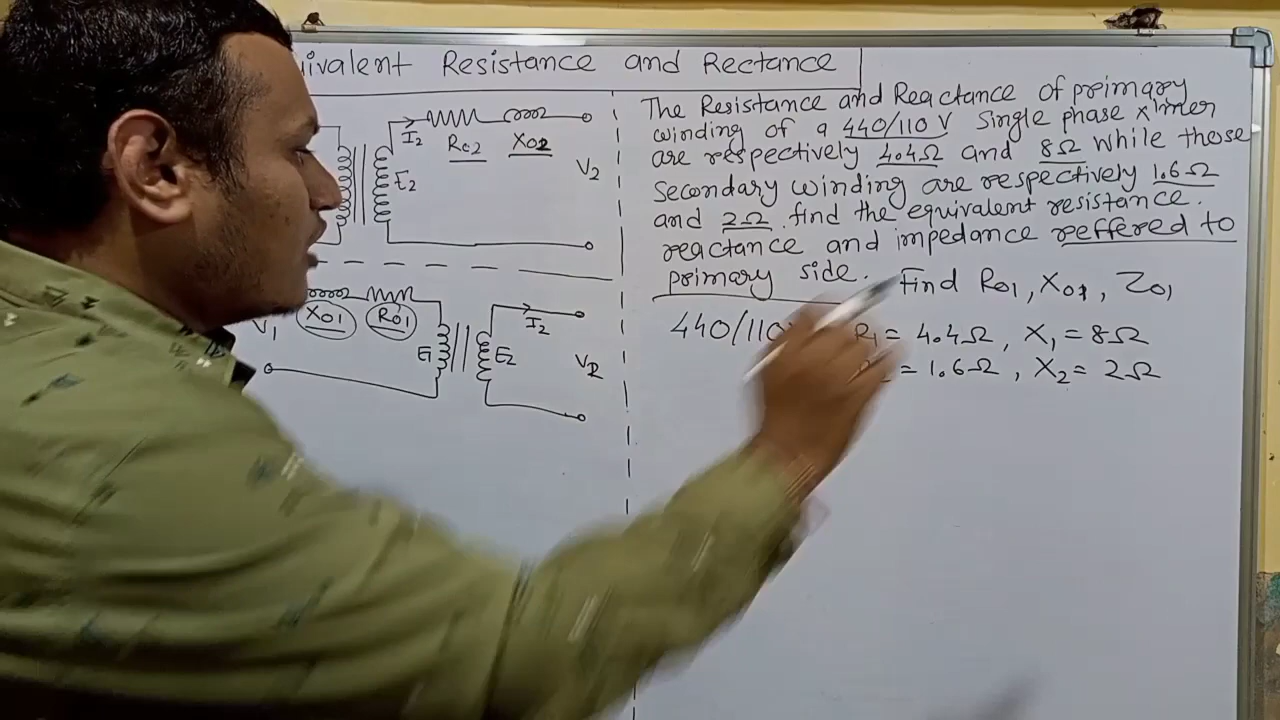 Resistance and Rectance
I2
R02 X02
E2
V2
X01 R01
V1
I2
E1 E2
V2
The Resistance and Reactance of primary
winding of a 440/110 V Single phase x'mer
are respectively 4.4Ω and 8Ω while those
secondary winding are respectively 1.6Ω
and 2Ω. find the equivalent resistance.
reactance and impedance reffered to
primary side. Find R01, X01, Z01
440/110 R1 = 4.4Ω, X1 = 8Ω
= 1.6Ω, X2 = 2Ω